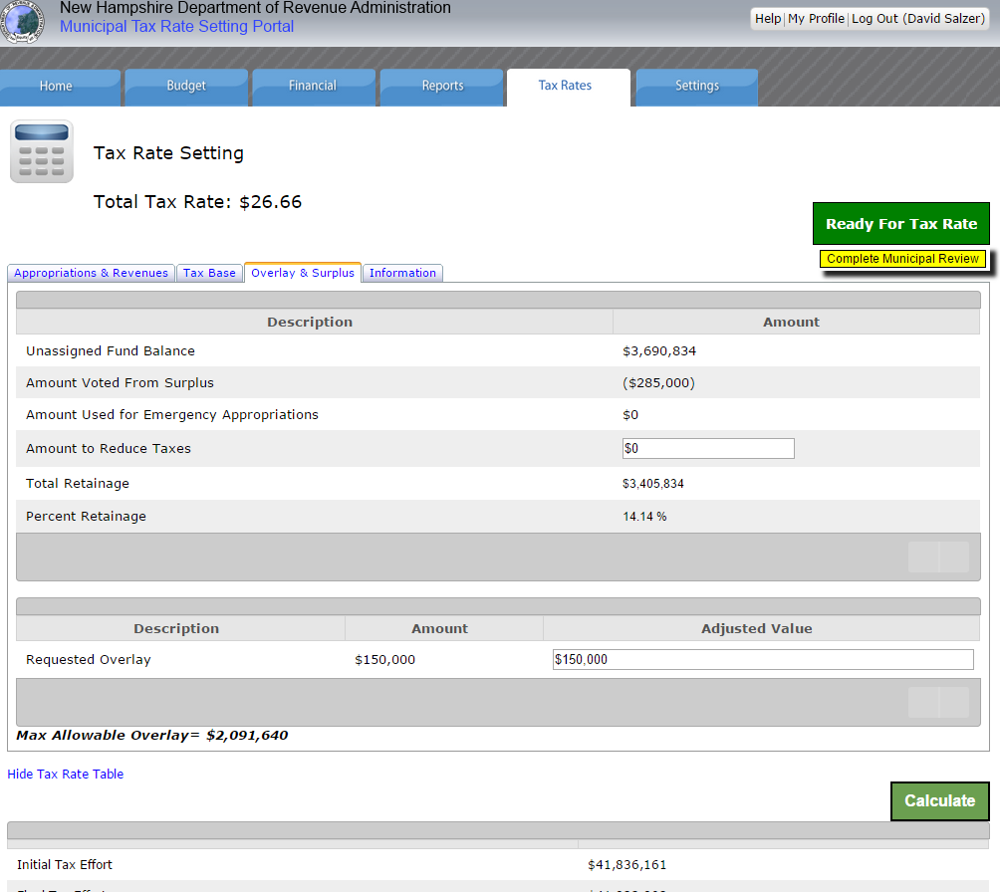 New Hampshire Department of Revenue Administration
Municipal Tax Rate Setting Portal
Help | My Profile | Log Out (David Salzer)
Home Budget Financial Reports Tax Rates Settings
Tax Rate Setting
Total Tax Rate: $26.66
Ready For Tax Rate
Complete Municipal Review
Appropriations & Revenues Tax Base Overlay & Surplus Information
Description Amount
Unassigned Fund Balance $3,690,834
Amount Voted From Surplus ($285,000)
Amount Used for Emergency Appropriations $0
Amount to Reduce Taxes $0
Total Retainage $3,405,834
Percent Retainage 14.14 %
Description Amount Adjusted Value
Requested Overlay $150,000 $150,000
Max Allowable Overlay= $2,091,640
Hide Tax Rate Table
Calculate
Initial Tax Effort $41,836,161